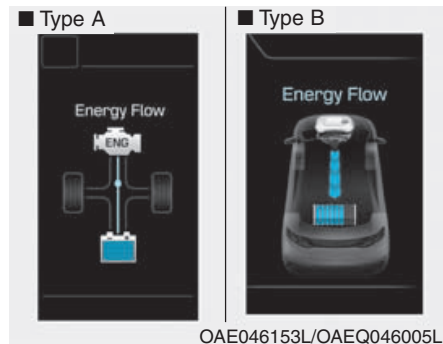 ■ Type A
■ Type B
Energy Flow
ENG
Energy Flow
OAE046153L/OAEQ046005L